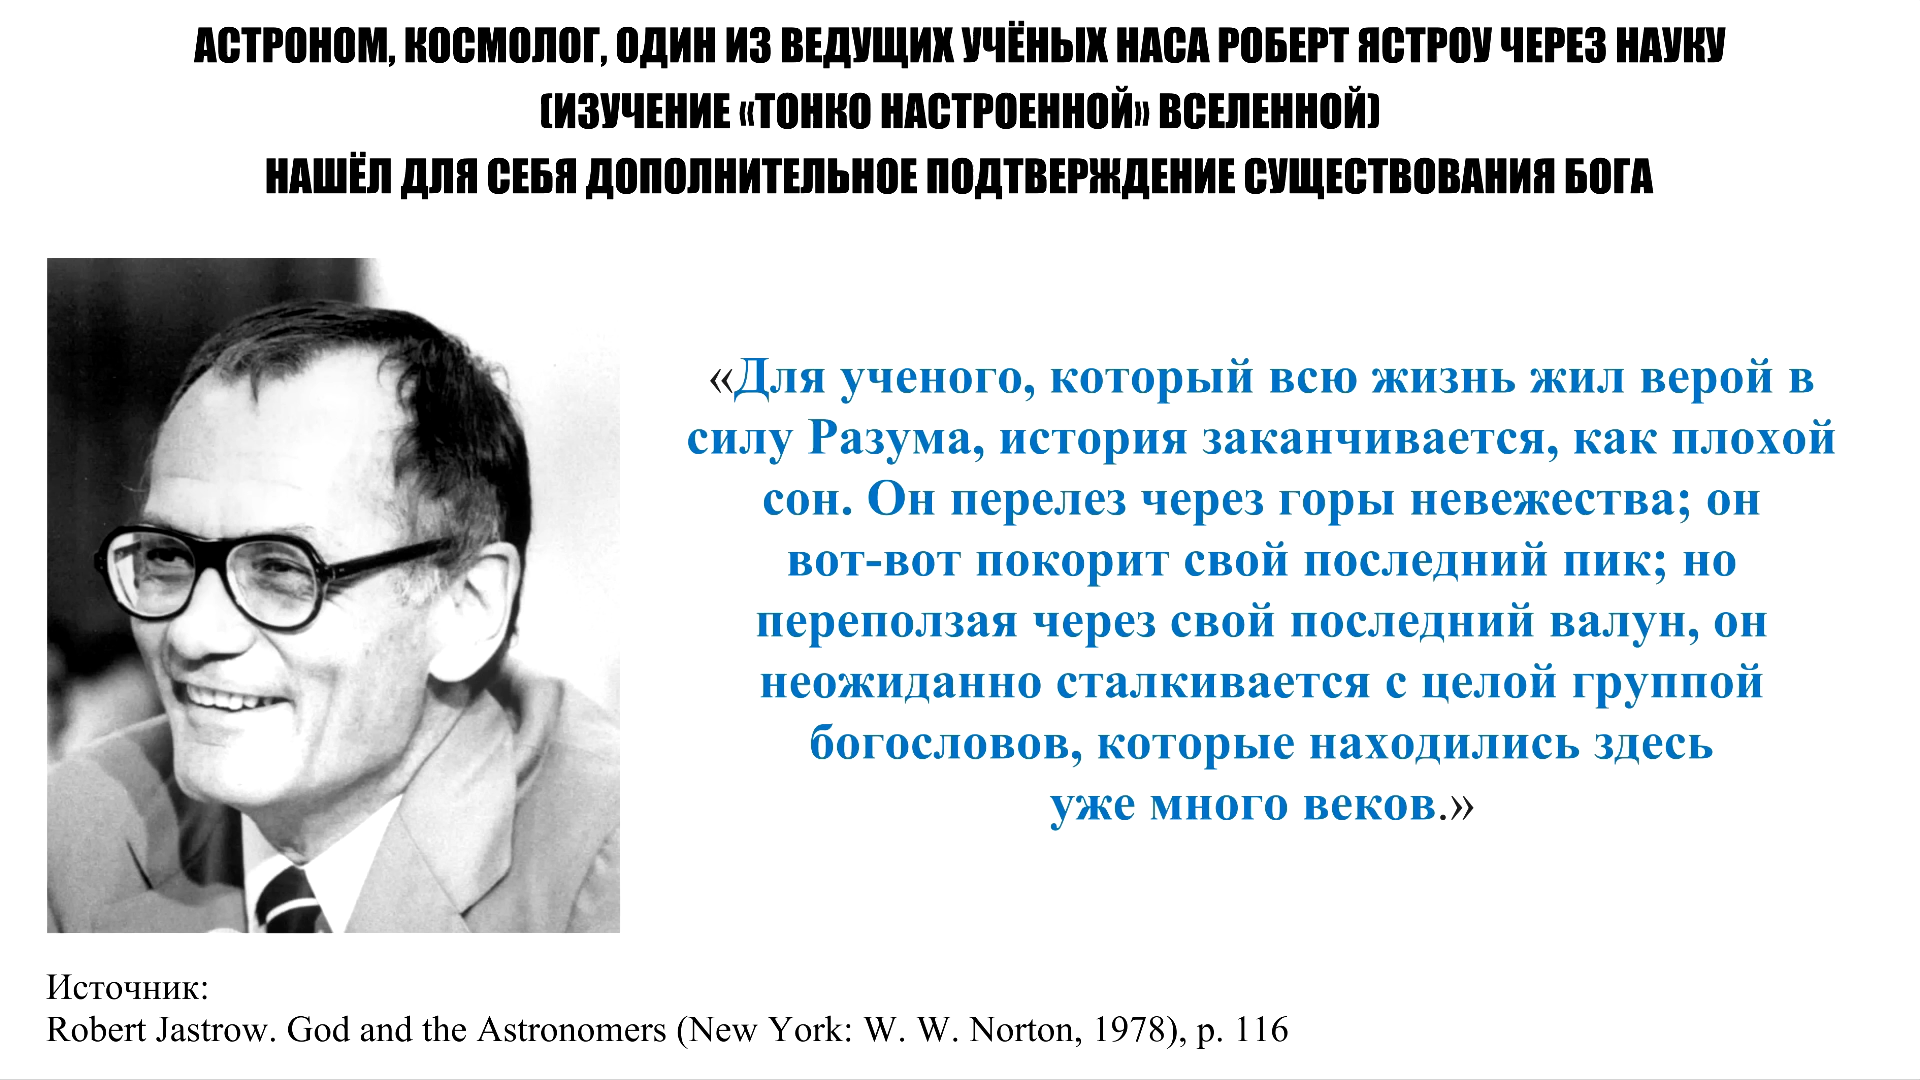 АСТРОНОМ, КОСМОЛОГ, ОДИН ИЗ ВЕДУЩИХ УЧЁНЫХ НАСА РОБЕРТ ЯСТРОУ ЧЕРЕЗ НАУКУ
(ИЗУЧЕНИЕ «ТОНКО НАСТРОЕННОЙ» ВСЕЛЕННОЙ)
НАШЁЛ ДЛЯ СЕБЯ ДОПОЛНИТЕЛЬНОЕ ПОДТВЕРЖДЕНИЕ СУЩЕСТВОВАНИЯ БОГА
«Для ученого, который всю жизнь жил верой в
силу Разума, история заканчивается, как плохой
сон. Он перелез через горы невежества; он
вот-вот покорит свой последний пик; но
переползая через свой последний валун, он
неожиданно сталкивается с целой группой
богословов, которые находились здесь
уже много веков.»
Источник:
Robert Jastrow. God and the Astronomers (New York: W. W. Norton, 1978), p. 116